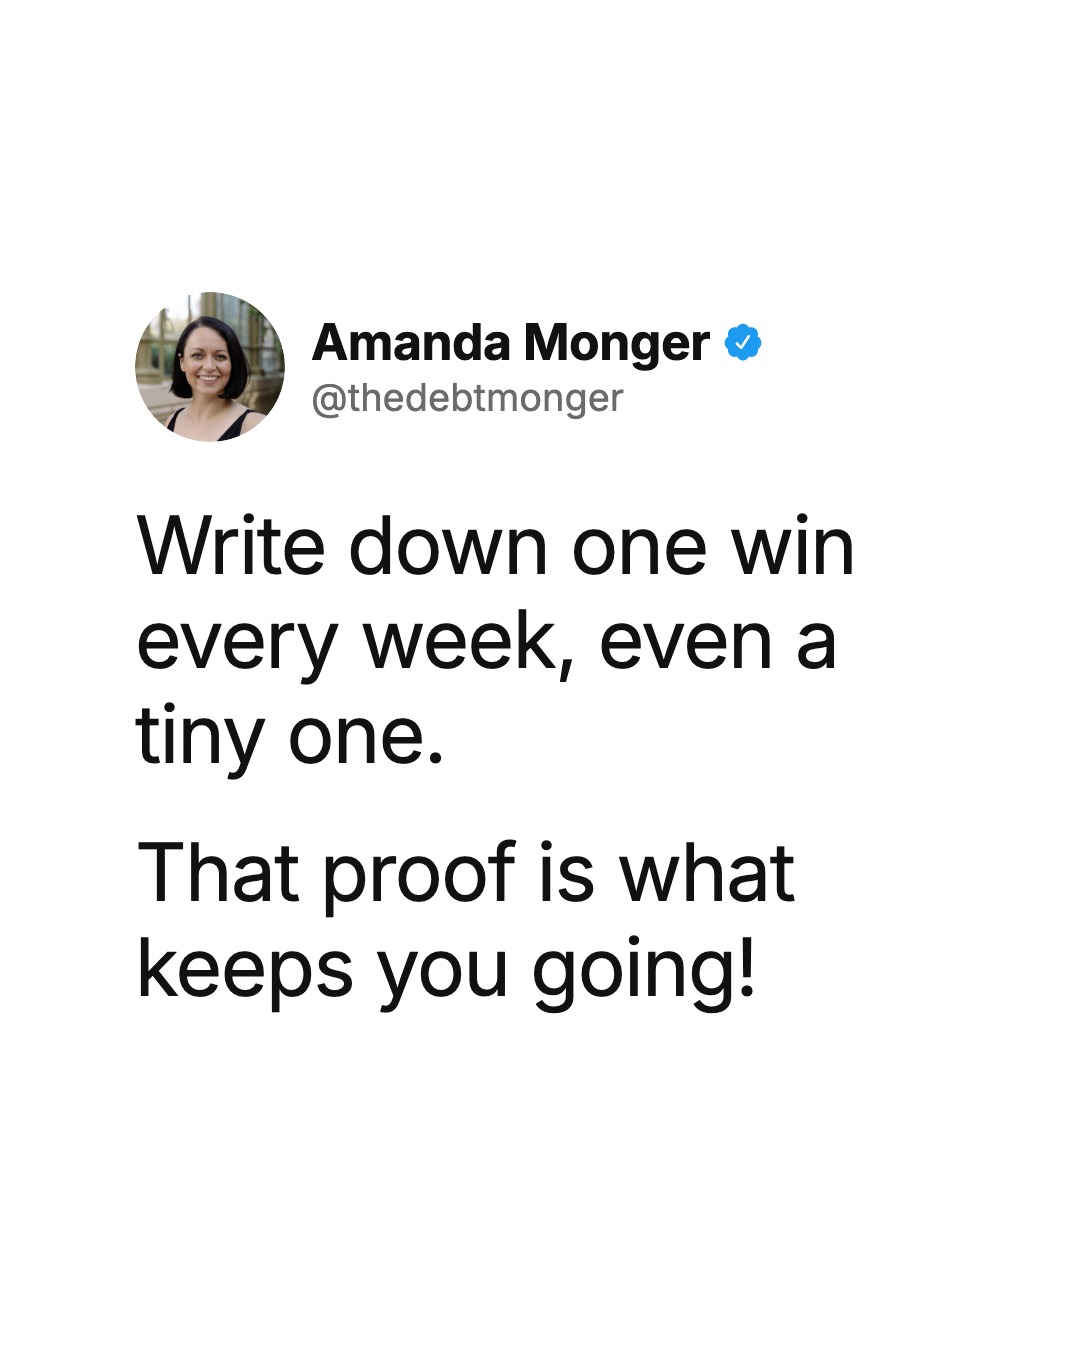 Amanda Monger
@thedebtmonger
Write down one win
every week, even a
tiny one.
That proof is what
keeps you going!